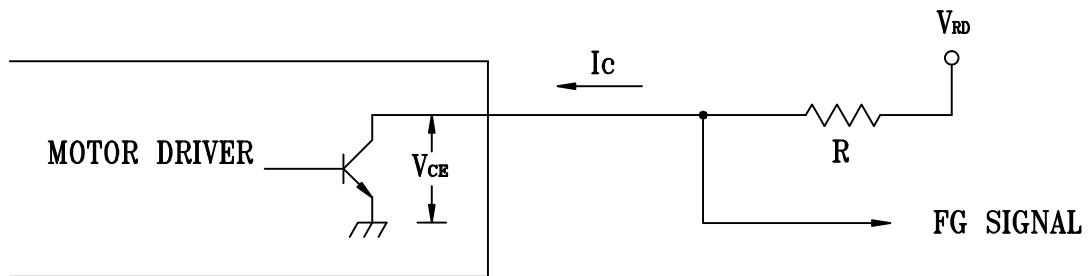 VRD
Ic
MOTOR DRIVER
VCE
R
FG SIGNAL